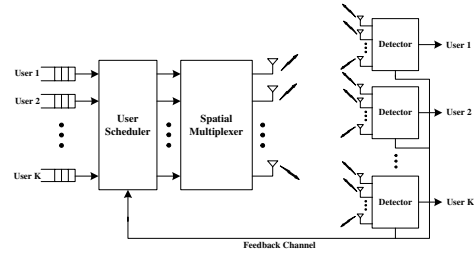 User 1
User 2
User K
User
Scheduler
Spatial
Multiplexer
Detector
User 1
Detector
User 2
Detector
User K
Feedback Channel